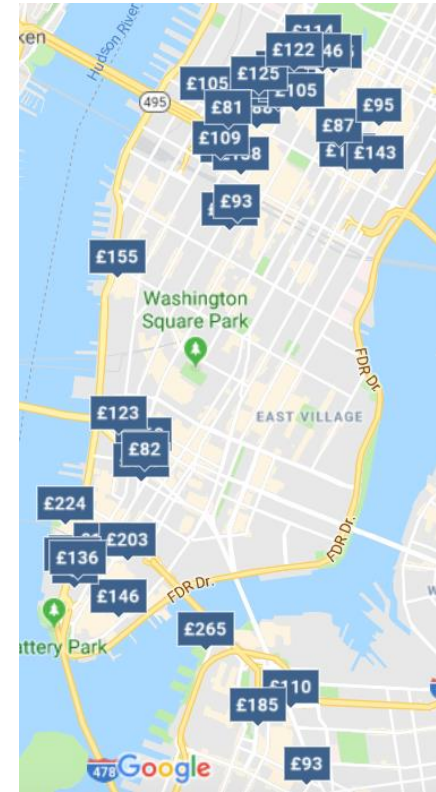 ken
Hudson River
£114
£122
46
£125
£105
£105
495
£81
£95
£109
£87
£143
£93
£155
Washington
Square Park
FDR Dr.
£123
EAST VILLAGE
£82
£224
£203
FDR Dr.
£136
£146
FDR Dr.
£265
attery Park
£110
£185
£93
478
Google